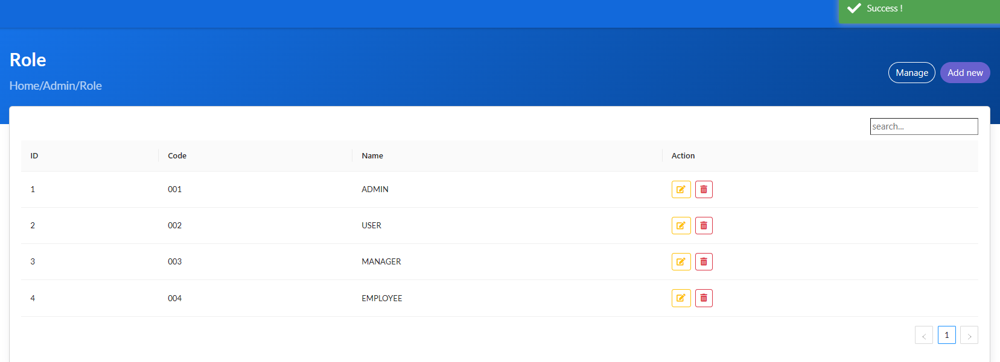 Success !
Role
Home/Admin/Role
Manage Add new
search...
ID Code Name Action
1 001 ADMIN
2 002 USER
3 003 MANAGER
4 004 EMPLOYEE
< 1 >